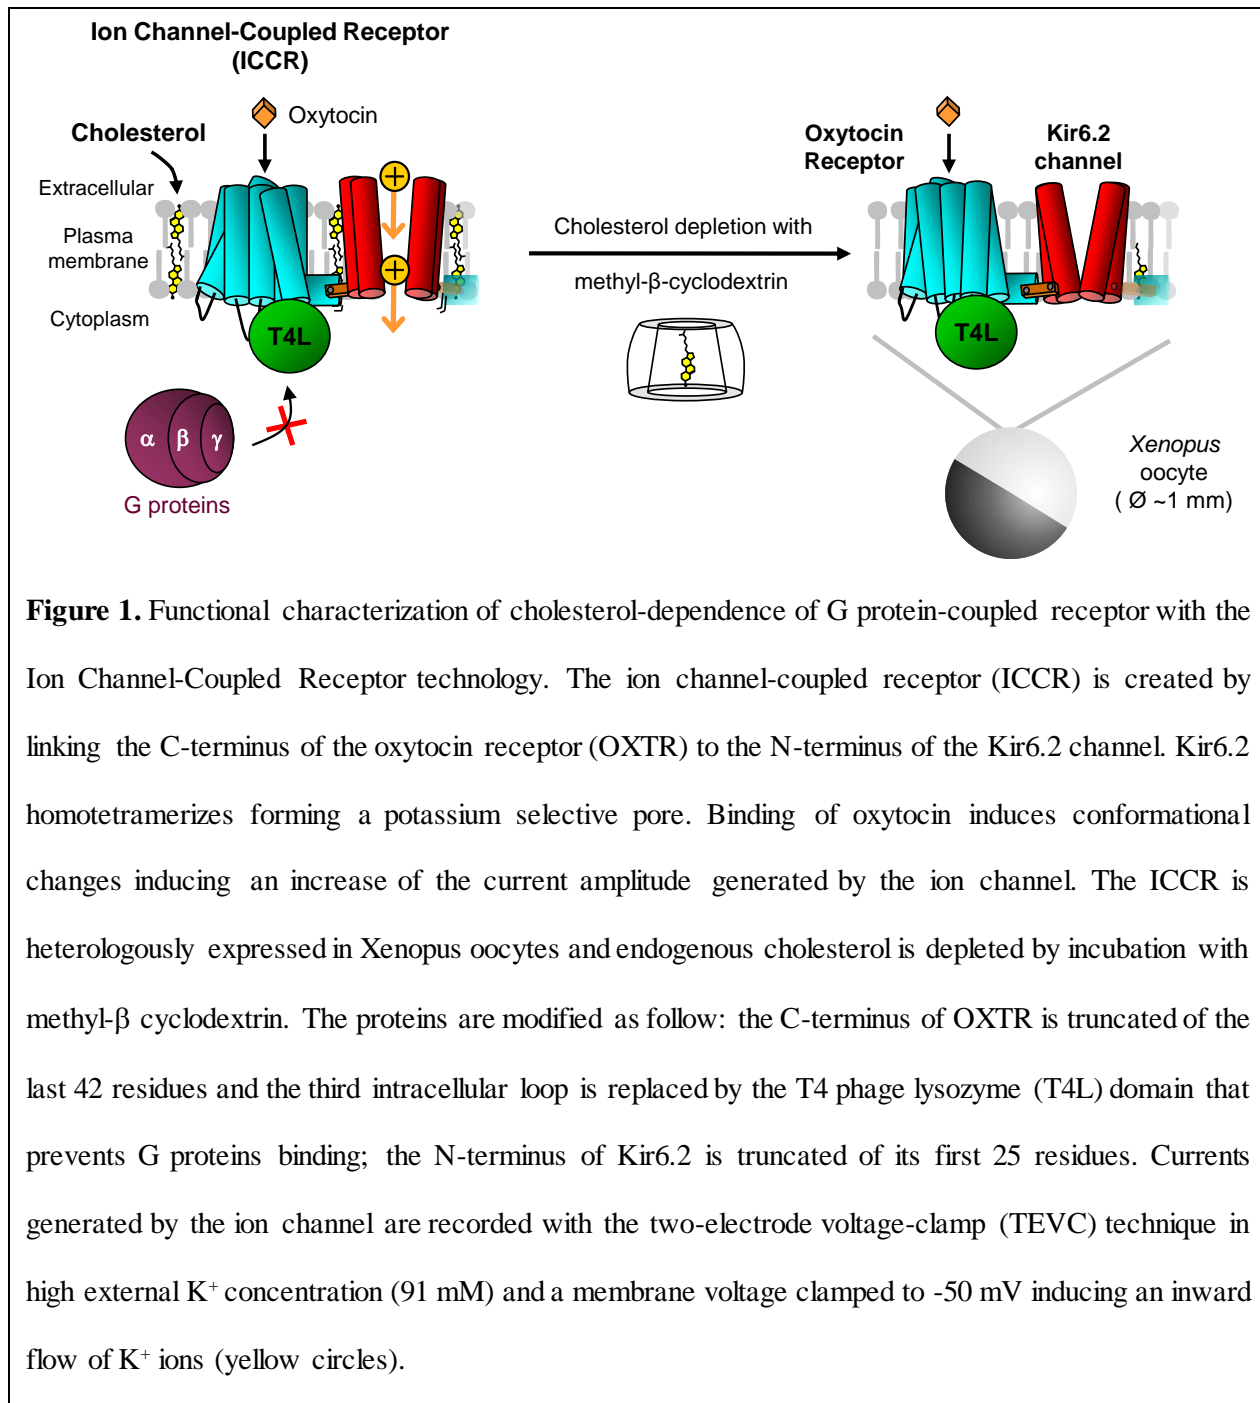 Ion Channel-Coupled Receptor
(ICCR)
Oxytocin
Cholesterol
Extracellular
Plasma
membrane
Cytoplasm
T4L
α β γ
G proteins
Cholesterol depletion with
methyl-β-cyclodextrin
Oxytocin
Receptor
Kir6.2
channel
T4L
Xenopus
oocyte
( Ø ~1 mm)
Figure 1. Functional characterization of cholesterol-dependence of G protein-coupled receptor with the
Ion Channel-Coupled Receptor technology. The ion channel-coupled receptor (ICCR) is created by
linking the C-terminus of the oxytocin receptor (OXTR) to the N-terminus of the Kir6.2 channel. Kir6.2
homotetramerizes forming a potassium selective pore. Binding of oxytocin induces conformational
changes inducing an increase of the current amplitude generated by the ion channel. The ICCR is
heterologously expressed in Xenopus oocytes and endogenous cholesterol is depleted by incubation with
methyl-β cyclodextrin. The proteins are modified as follow: the C-terminus of OXTR is truncated of the
last 42 residues and the third intracellular loop is replaced by the T4 phage lysozyme (T4L) domain that
prevents G proteins binding; the N-terminus of Kir6.2 is truncated of its first 25 residues. Currents
generated by the ion channel are recorded with the two-electrode voltage-clamp (TEVC) technique in
high external K⁺ concentration (91 mM) and a membrane voltage clamped to -50 mV inducing an inward
flow of K⁺ ions (yellow circles).